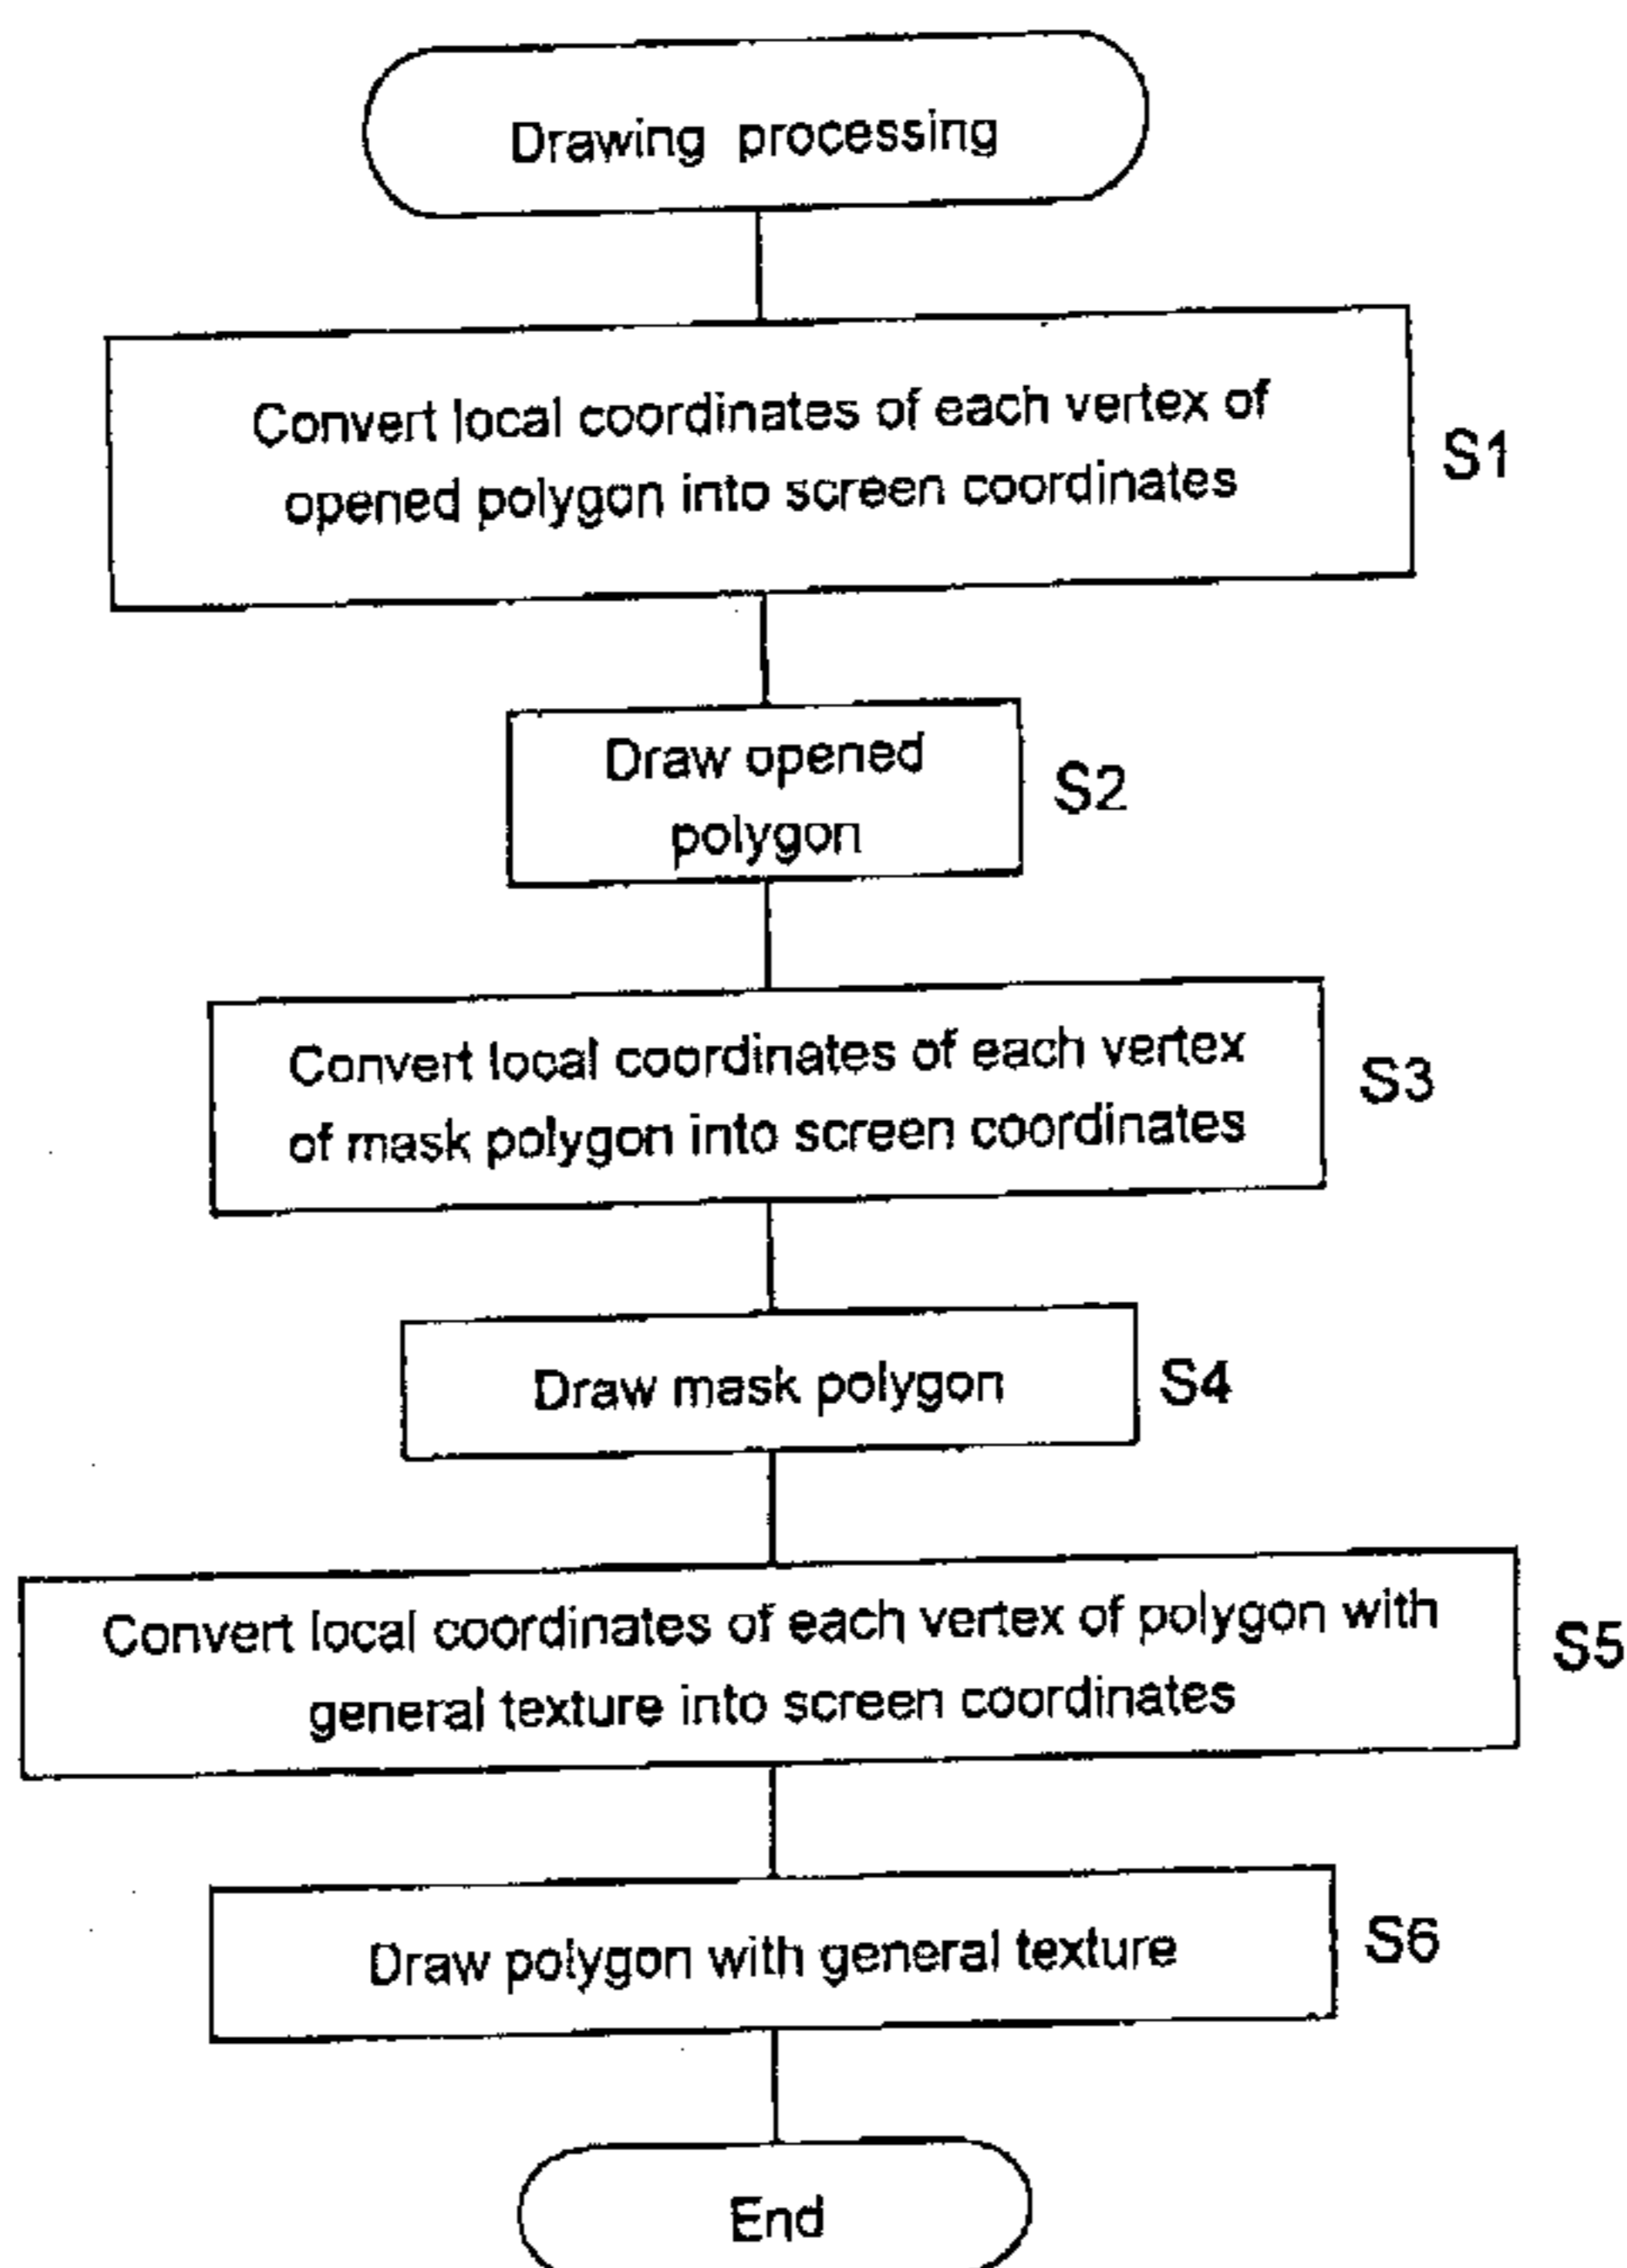 Drawing processing
Convert local coordinates of each vertex of
opened polygon into screen coordinates
S1
Draw opened
polygon
S2
Convert local coordinates of each vertex
of mask polygon into screen coordinates
S3
Draw mask polygon
S4
Convert local coordinates of each vertex of polygon with
general texture into screen coordinates
S5
Draw polygon with general texture
S6
End